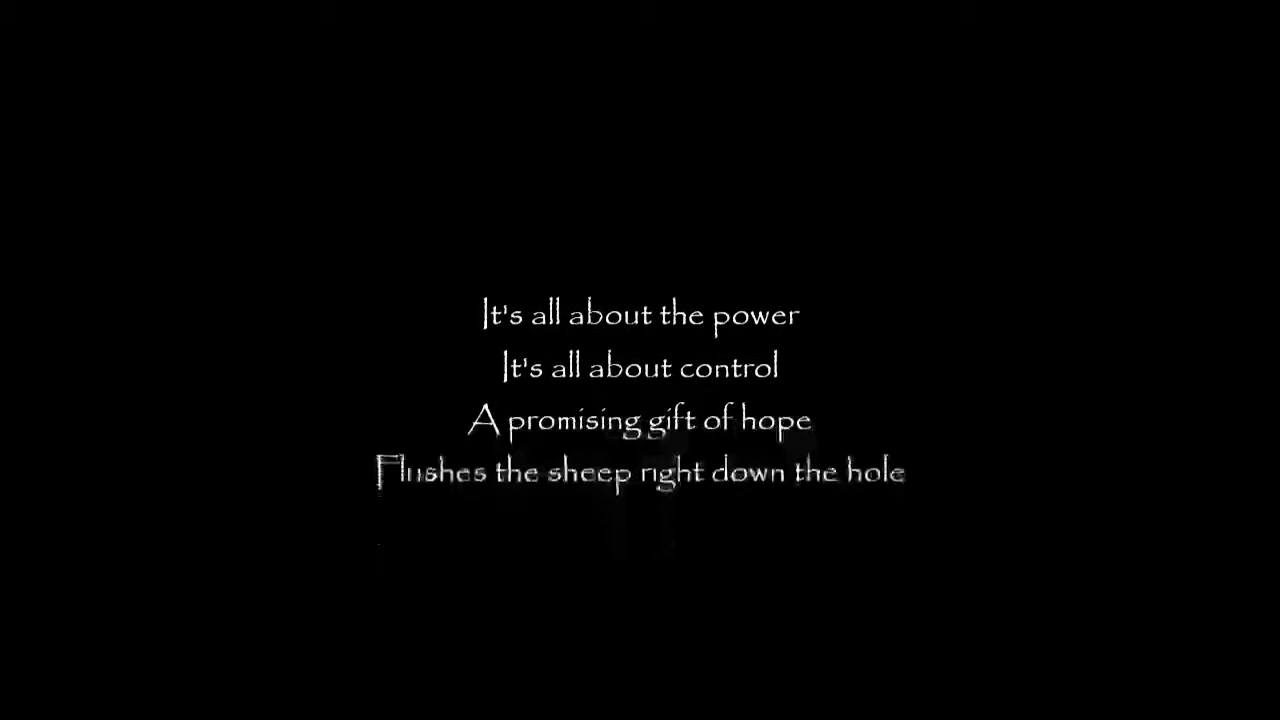 It's all about the power
It's all about control
A promising gift of hope
Flushes the sheep right down the hole